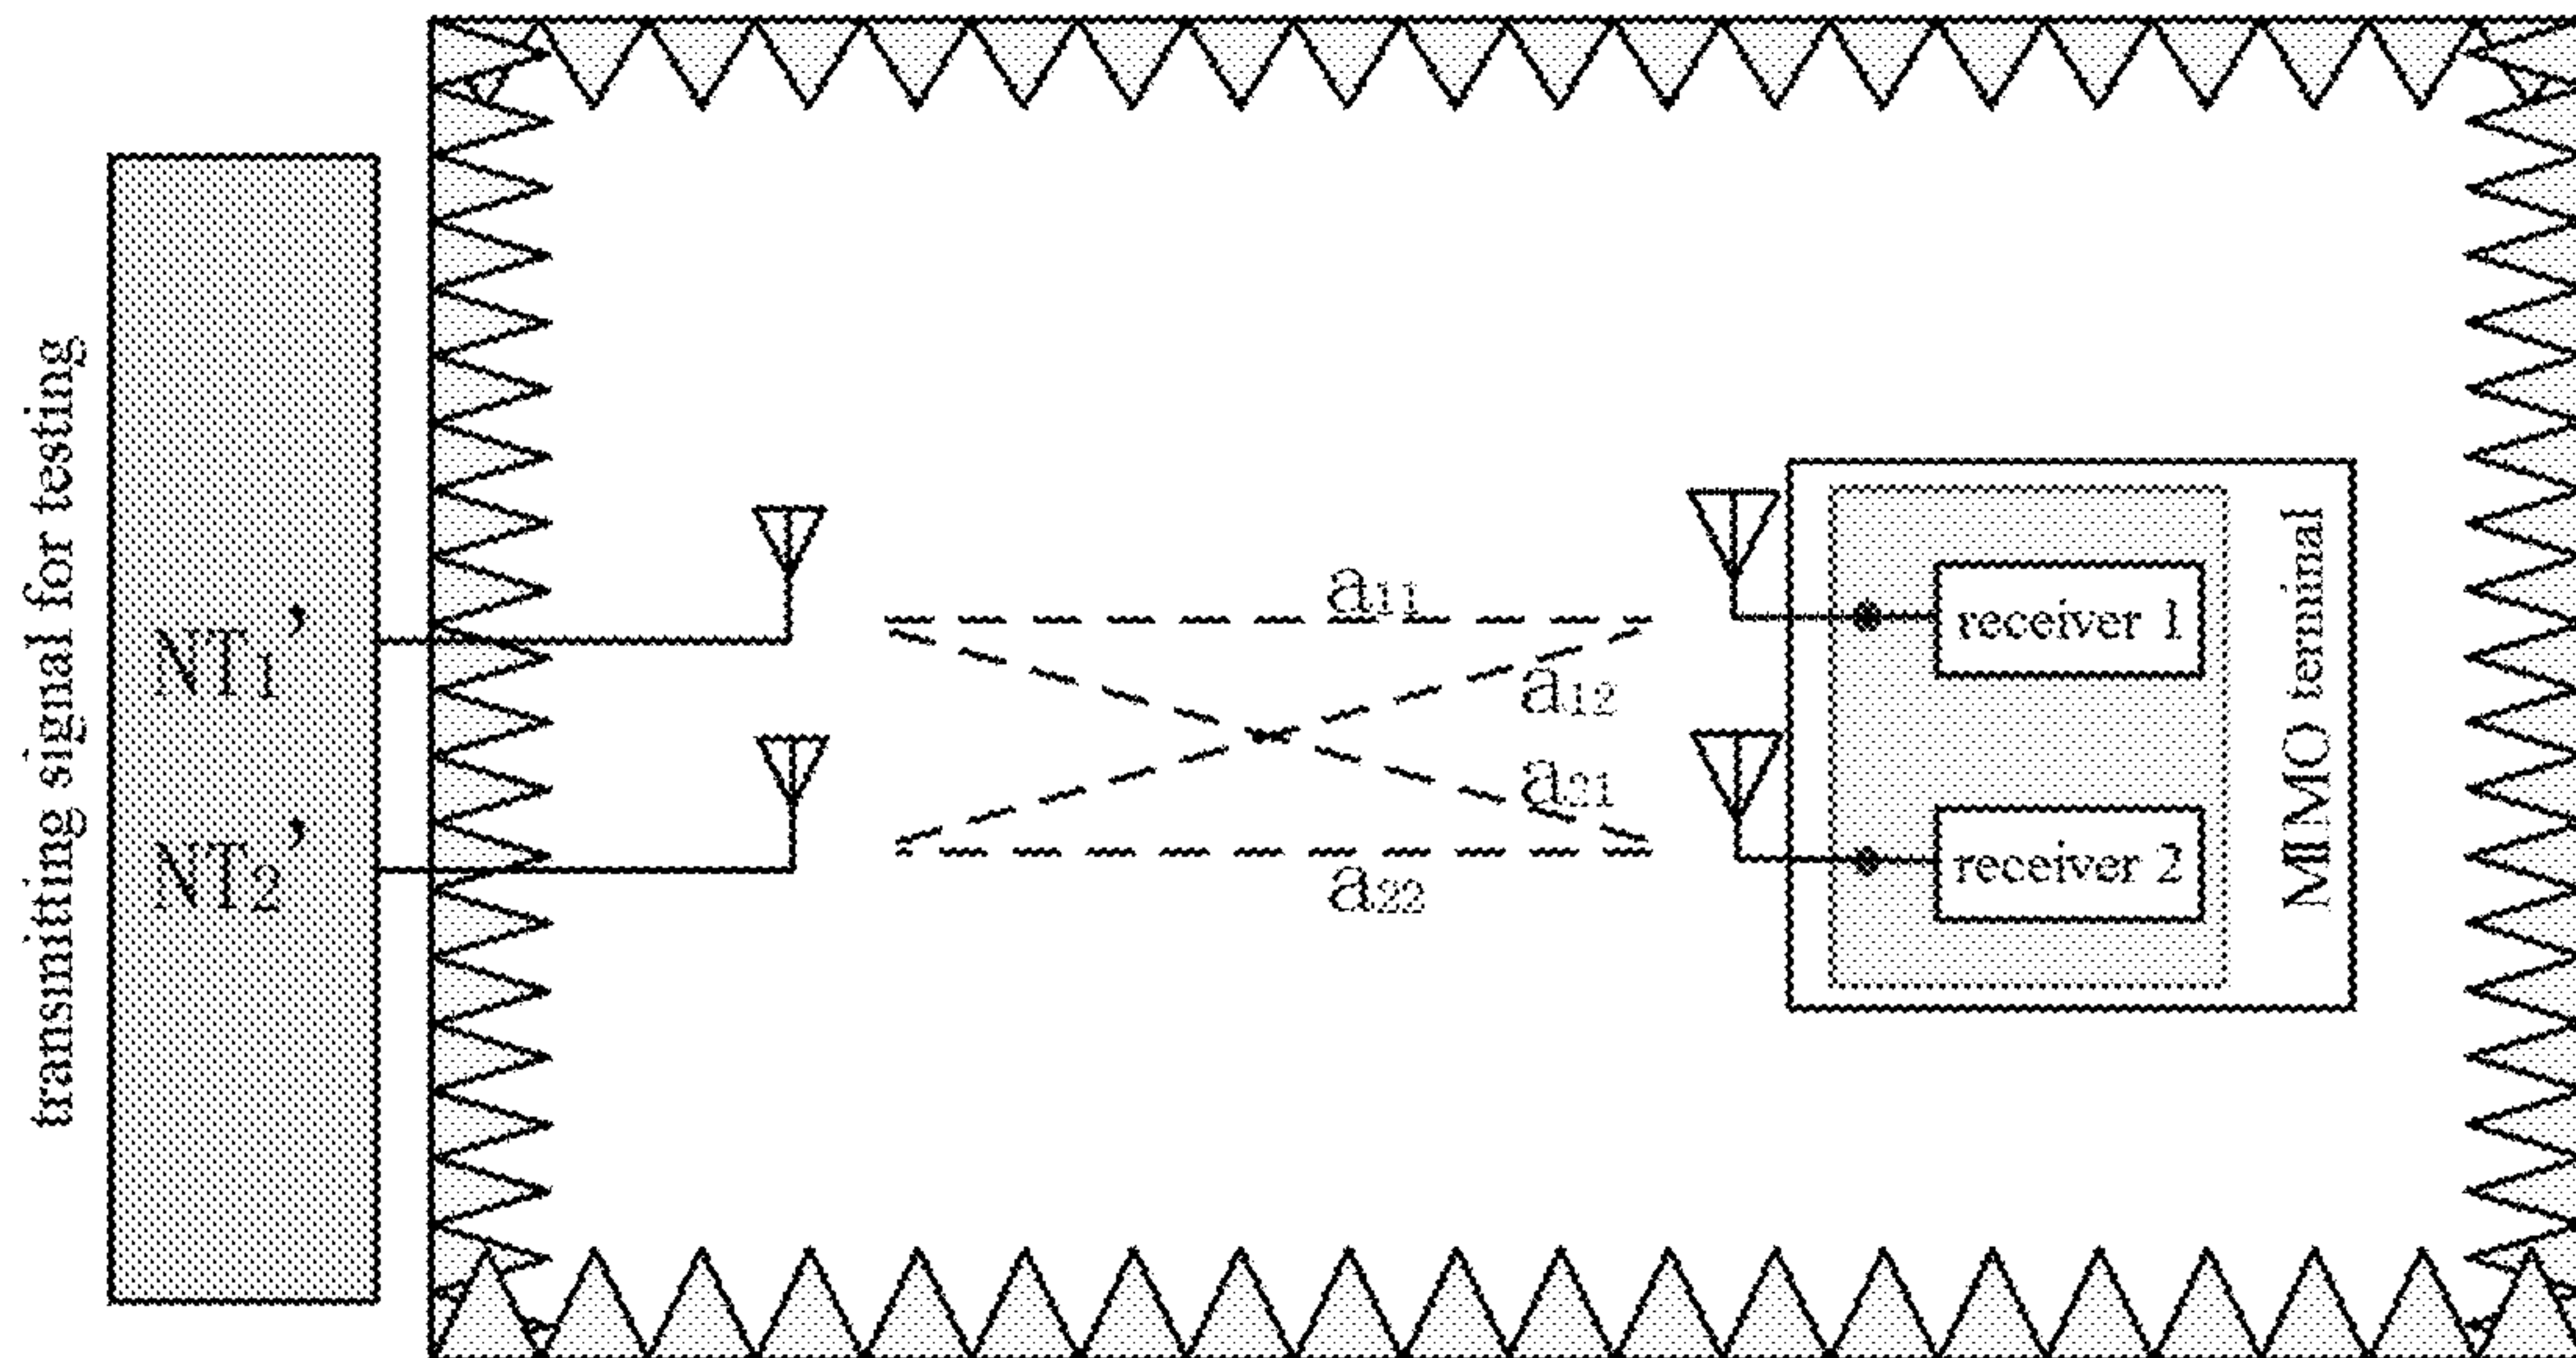 transmitting signal for testing
NT1’
NT2’
a11
a12
a21
a22
receiver 1
receiver 2
MIMO terminal